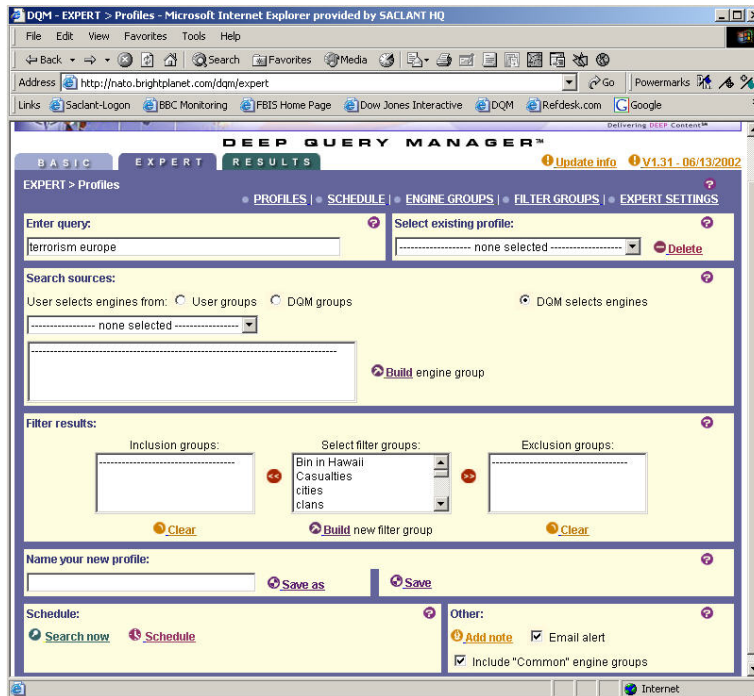 DQM - EXPERT > Profiles - Microsoft Internet Explorer provided by SACLANT HQ
File Edit View Favorites Tools Help
Back Search Favorites Media
Address http://nato.brightplanet.com/dqm/expert Go Powermarks
Links Saclant-Logon BBC Monitoring FBIS Home Page Dow Jones Interactive DQM Refdesk.com Google
Delivering DEEP Content℠
DEEP QUERY MANAGER™
BASIC EXPERT RESULTS Update info V1.31 - 06/13/2002
EXPERT > Profiles
PROFILES | SCHEDULE | ENGINE GROUPS | FILTER GROUPS | EXPERT SETTINGS
Enter query: Select existing profile:
terrorism europe ------------------- none selected ------------------- Delete
Search sources:
User selects engines from: User groups DQM groups DQM selects engines
----------------- none selected -----------------
Build engine group
Filter results:
Inclusion groups: Select filter groups: Exclusion groups:
Bin in Hawaii
Casualties
cities
clans
Clear Build new filter group Clear
Name your new profile:
Save as Save
Schedule: Other:
Search now Schedule Add note Email alert
Include "Common" engine groups
Internet